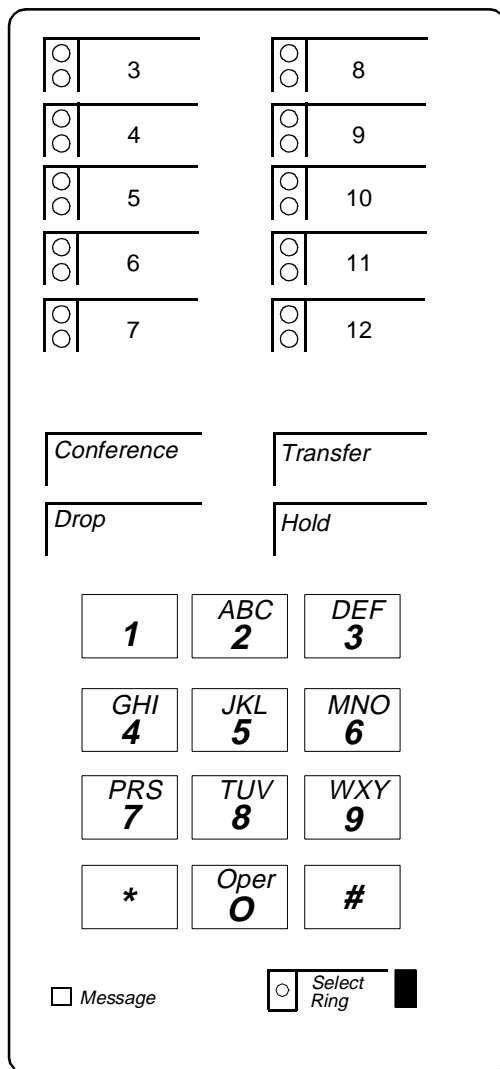 3 8
4 9
5 10
6 11
7 12
Conference Transfer
Drop Hold
1 ABC DEF
2 3
GHI JKL MNO
4 5 6
PRS TUV WXY
7 8 9
* Oper #
O
Message Select
Ring